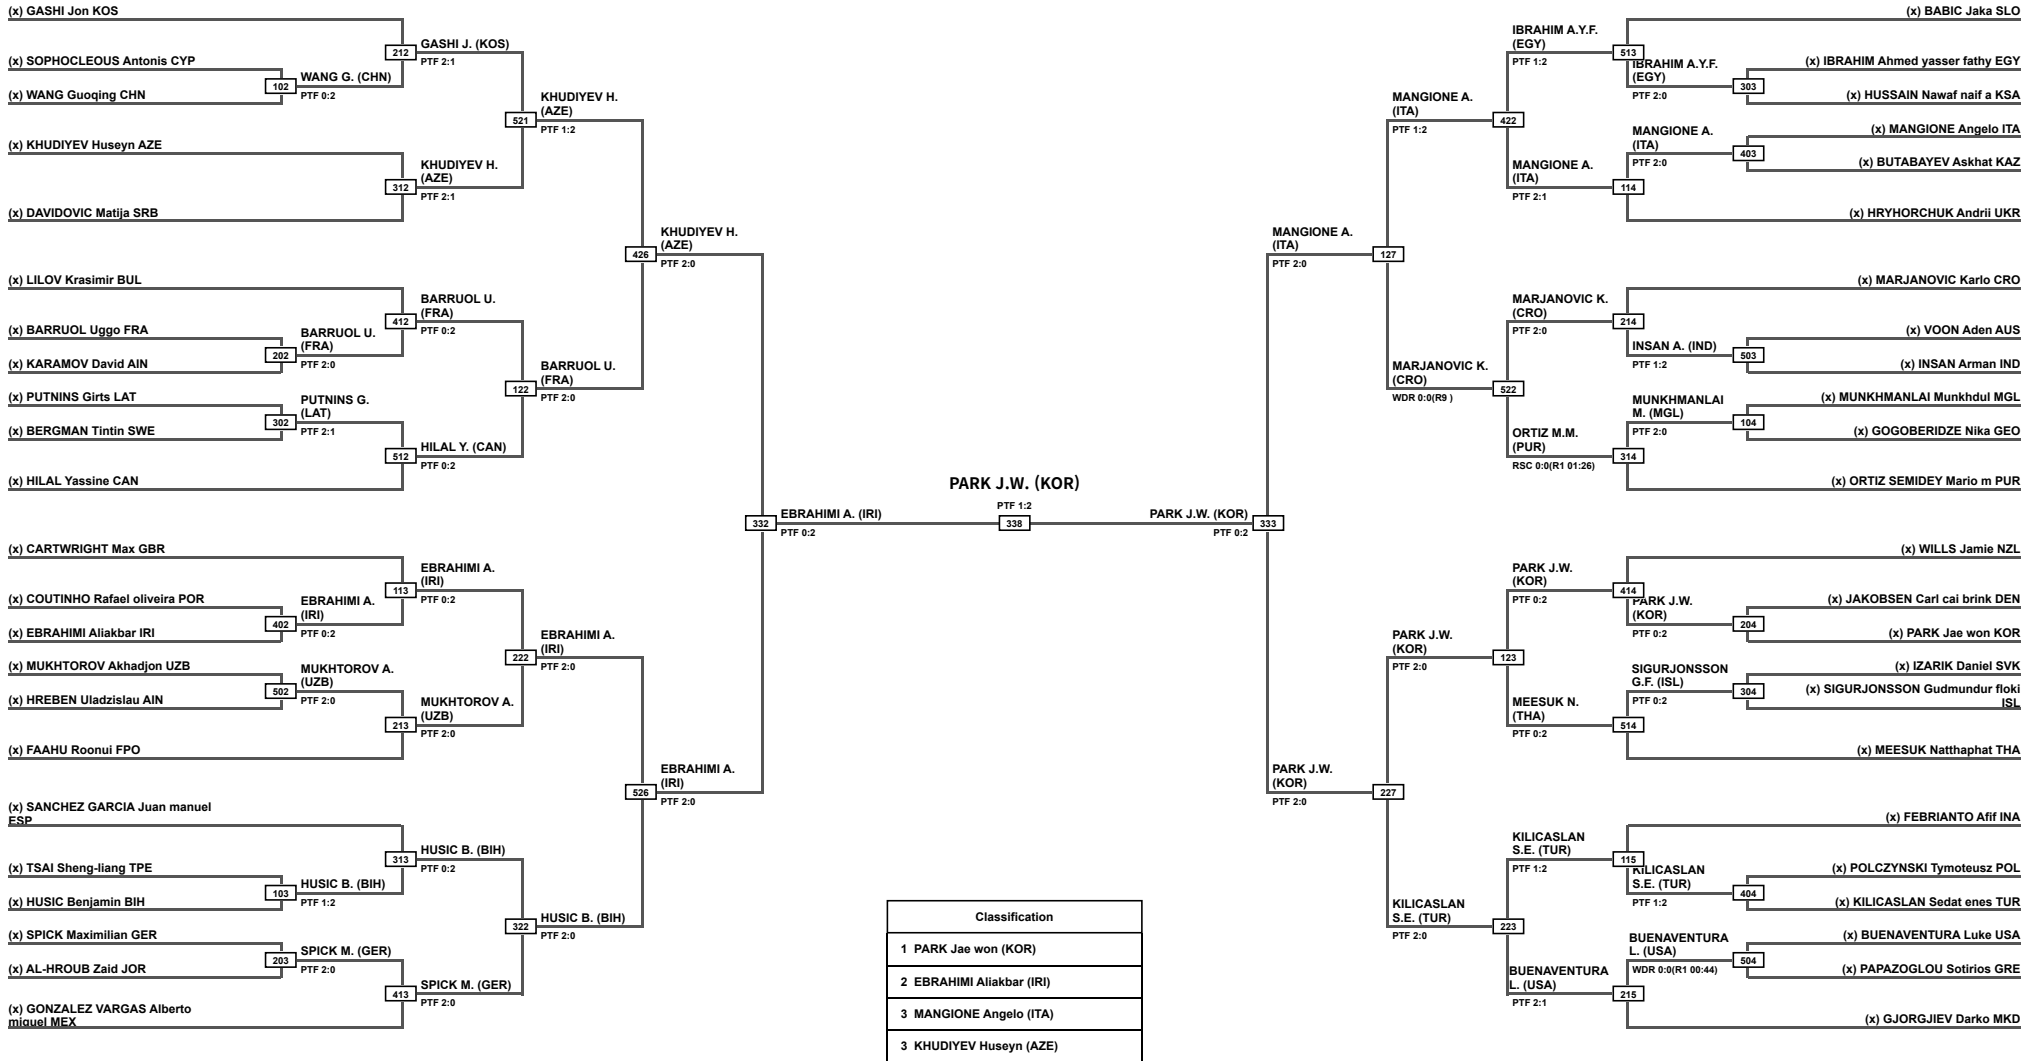 (x) GASHI Jon KOS
(x) SOPHOCLEOUS Antonis CYP
(x) WANG Guoqing CHN
(x) KHUDIYEV Huseyn AZE
(x) DAVIDOVIC Matija SRB
(x) LILOV Krasimir BUL
(x) BARRUOL Uggo FRA
(x) KARAMOV David AIN
(x) PUTNINS Girts LAT
(x) BERGMAN Tintin SWE
(x) HILAL Yassine CAN
(x) CARTWRIGHT Max GBR
(x) COUTINHO Rafael oliveira POR
(x) EBRAHIMI Aliakbar IRI
(x) MUKHTOROV Akhadjon UZB
(x) HREBEN Uladzislau AIN
(x) FAAHU Roonui FPO
(x) SANCHEZ GARCIA Juan manuel
ESP
(x) TSAI Sheng-liang TPE
(x) HUSIC Benjamin BIH
(x) SPICK Maximilian GER
(x) AL-HROUB Zaid JOR
(x) GONZALEZ VARGAS Alberto
miguel MEX
102
WANG G. (CHN)
PTF 0:2
202
BARRUOL U.
(FRA)
PTF 2:0
302
PUTNINS G.
(LAT)
PTF 2:1
402
EBRAHIMI A.
(IRI)
PTF 0:2
502
MUKHTOROV A.
(UZB)
PTF 2:0
103
HUSIC B. (BIH)
PTF 1:2
203
SPICK M. (GER)
PTF 2:0
212
GASHI J. (KOS)
PTF 2:1
312
KHUDIYEV H.
(AZE)
PTF 2:1
412
BARRUOL U.
(FRA)
PTF 0:2
512
HILAL Y. (CAN)
PTF 0:2
113
EBRAHIMI A.
(IRI)
PTF 0:2
213
MUKHTOROV A.
(UZB)
PTF 2:0
313
HUSIC B. (BIH)
PTF 0:2
413
SPICK M. (GER)
PTF 2:0
521
KHUDIYEV H.
(AZE)
PTF 1:2
122
BARRUOL U.
(FRA)
PTF 2:0
222
EBRAHIMI A.
(IRI)
PTF 2:0
322
HUSIC B. (BIH)
PTF 2:0
426
KHUDIYEV H.
(AZE)
PTF 2:0
526
EBRAHIMI A.
(IRI)
PTF 2:0
332
EBRAHIMI A. (IRI)
PTF 0:2
PARK J.W. (KOR)
PTF 1:2
338
PARK J.W. (KOR)
PTF 0:2
333
MANGIONE A.
(ITA)
PTF 2:0
127
PARK J.W.
(KOR)
PTF 2:0
227
MANGIONE A.
(ITA)
PTF 1:2
422
MARJANOVIC K.
(CRO)
WDR 0:0(R9 )
522
PARK J.W.
(KOR)
PTF 2:0
123
KILICASLAN
S.E. (TUR)
PTF 2:0
223
IBRAHIM A.Y.F.
(EGY)
PTF 1:2
513
MANGIONE A.
(ITA)
PTF 2:1
114
MARJANOVIC K.
(CRO)
PTF 2:0
214
ORTIZ M.M.
(PUR)
RSC 0:0(R1 01:26)
314
PARK J.W.
(KOR)
PTF 0:2
414
MEESUK N.
(THA)
PTF 0:2
514
KILICASLAN
S.E. (TUR)
PTF 1:2
115
BUENAVENTURA
L. (USA)
PTF 2:1
215
IBRAHIM A.Y.F.
(EGY)
PTF 2:0
303
MANGIONE A.
(ITA)
PTF 2:0
403
INSAN A. (IND)
PTF 1:2
503
MUNKHMANLAI
M. (MGL)
PTF 2:0
104
PARK J.W.
(KOR)
PTF 0:2
204
SIGURJONSSON
G.F. (ISL)
PTF 0:2
304
KILICASLAN
S.E. (TUR)
PTF 1:2
404
BUENAVENTURA
L. (USA)
WDR 0:0(R1 00:44)
504
(x) BABIC Jaka SLO
(x) IBRAHIM Ahmed yasser fathy EGY
(x) HUSSAIN Nawaf naif a KSA
(x) MANGIONE Angelo ITA
(x) BUTABAYEV Askhat KAZ
(x) HRYHORCHUK Andrii UKR
(x) MARJANOVIC Karlo CRO
(x) VOON Aden AUS
(x) INSAN Arman IND
(x) MUNKHMANLAI Munkhdul MGL
(x) GOGOBERIDZE Nika GEO
(x) ORTIZ SEMIDEY Mario m PUR
(x) WILLS Jamie NZL
(x) JAKOBSEN Carl cai brink DEN
(x) PARK Jae won KOR
(x) IZARIK Daniel SVK
(x) SIGURJONSSON Gudmundur floki
ISL
(x) MEESUK Natthaphat THA
(x) FEBRIANTO Afif INA
(x) POLCZYNSKI Tymoteusz POL
(x) KILICASLAN Sedat enes TUR
(x) BUENAVENTURA Luke USA
(x) PAPAZOGLOU Sotirios GRE
(x) GJORGJIEV Darko MKD
Classification
1 PARK Jae won (KOR)
2 EBRAHIMI Aliakbar (IRI)
3 MANGIONE Angelo (ITA)
3 KHUDIYEV Huseyn (AZE)